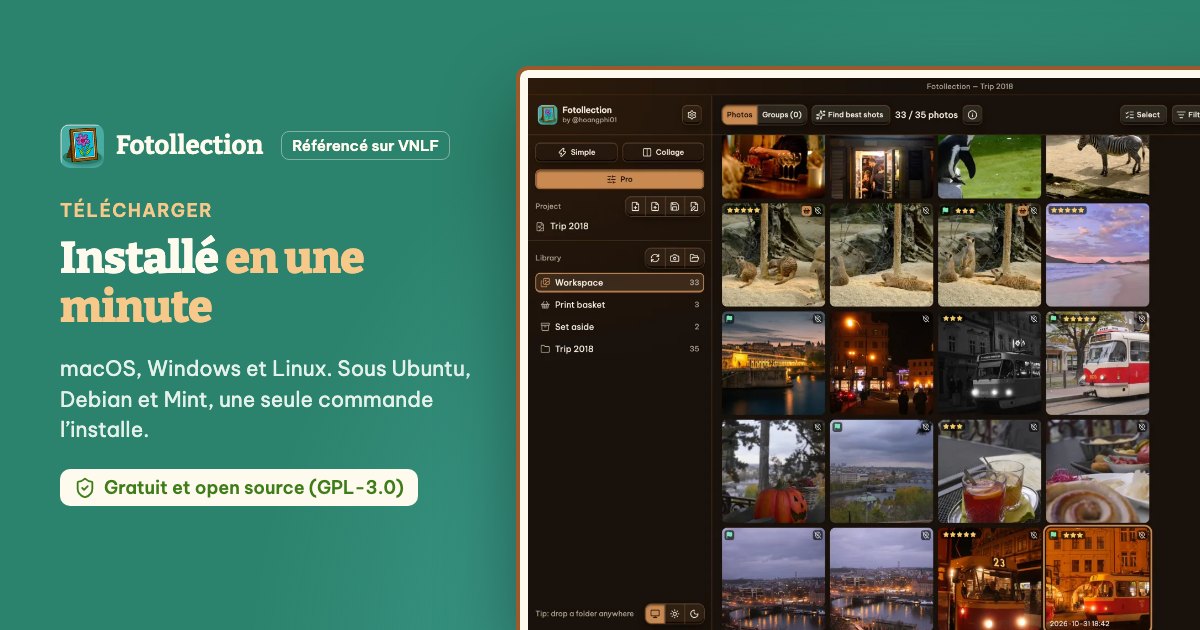 Fotollection
Référencé sur VNLF
TÉLÉCHARGER
Installé en une
minute
macOS, Windows et Linux. Sous Ubuntu,
Debian et Mint, une seule commande
l’installe.
Gratuit et open source (GPL-3.0)
Fotollection — Trip 2018
Fotollection
by @hoangphi01
Simple
Collage
Pro
Project
Trip 2018
Library
Workspace 33
Print basket 3
Set aside 2
Trip 2018 35
Tip: drop a folder anywhere
Photos
Groups (0)
Find best shots
33 / 35 photos
Select
Filt
23
2026-10-31 18:42